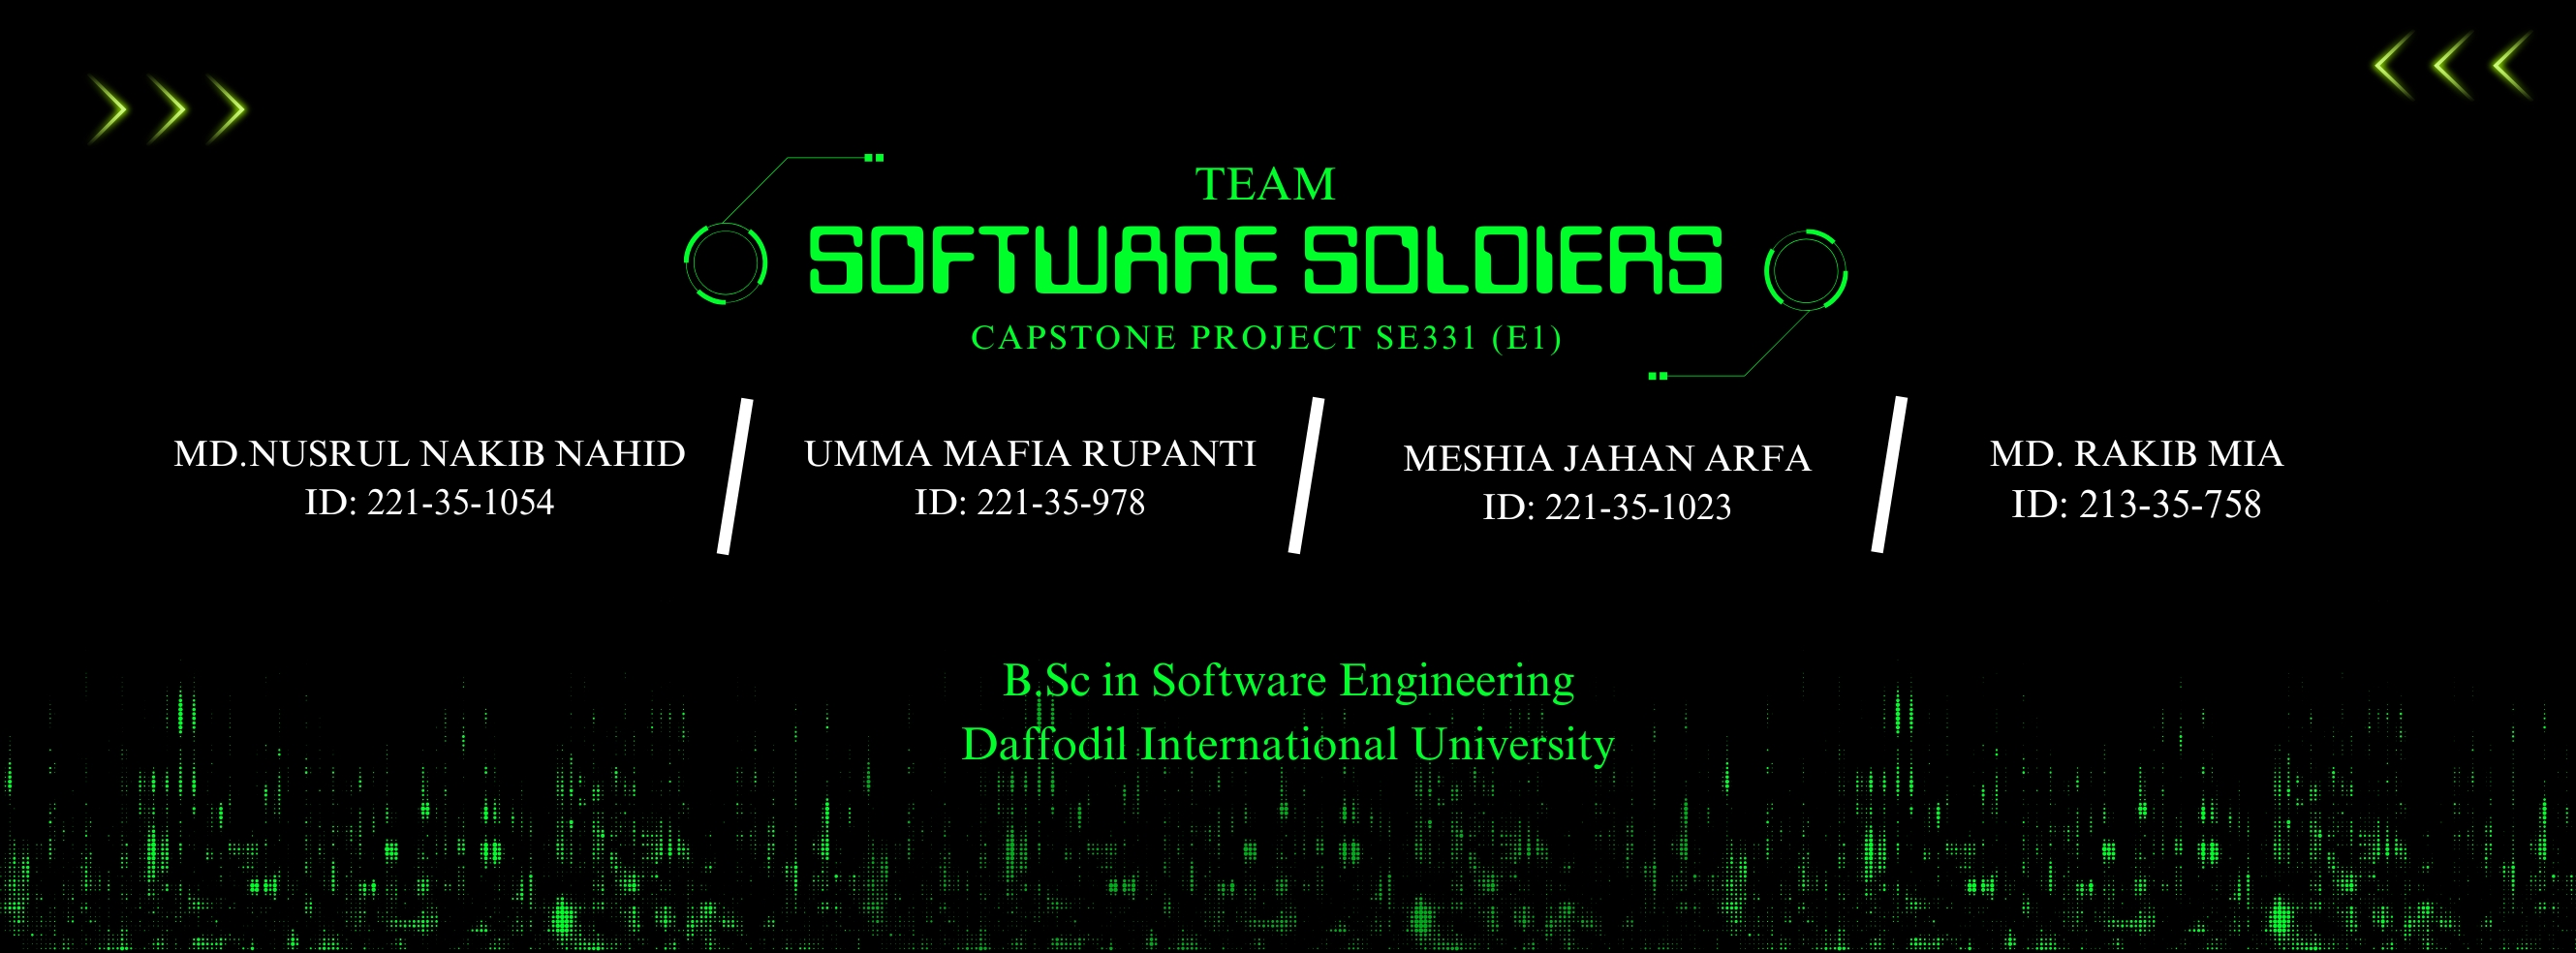 TEAM
SOFTWARE SOLDIERS
CAPSTONE PROJECT SE331 (E1)
MD.NUSRUL NAKIB NAHID
ID: 221-35-1054
UMMA MAFIA RUPANTI
ID: 221-35-978
MESHIA JAHAN ARFA
ID: 221-35-1023
MD. RAKIB MIA
ID: 213-35-758
B.Sc in Software Engineering
Daffodil International University